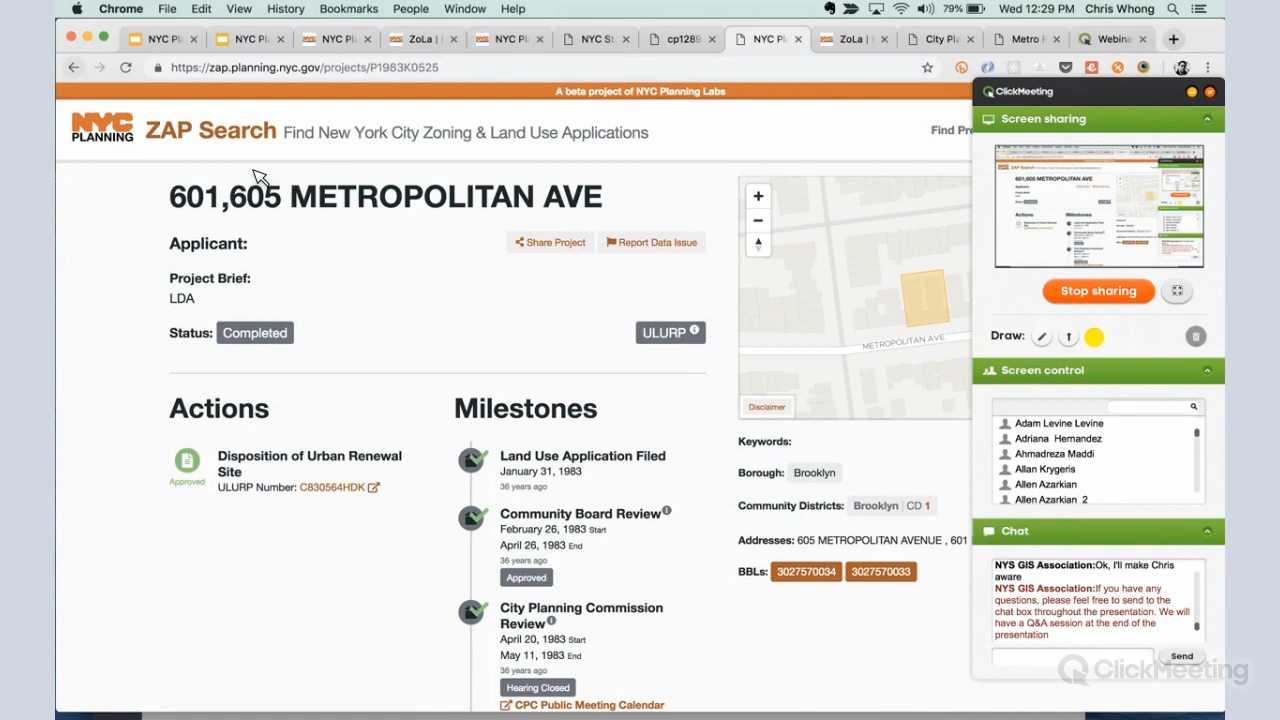 Chrome File Edit View History Bookmarks People Window Help 79% Wed 12:29 PM Chris Whong
NYC Pl NYC Pl NYC Pl ZoLa | NYC Pl NYC St cp1289 NYC Pl ZoLa | City Pla Metro F Webina
https://zap.planning.nyc.gov/projects/P1983K0525
A beta project of NYC Planning Labs
NYC PLANNING ZAP Search Find New York City Zoning & Land Use Applications Find Pr
601,605 METROPOLITAN AVE
Applicant:
Share Project Report Data Issue
Project Brief:
LDA
Status: Completed ULURP
Actions
Approved
Disposition of Urban Renewal
Site
ULURP Number: C830564HDK
Milestones
Land Use Application Filed
January 31, 1983
36 years ago
Community Board Review
February 26, 1983 Start
April 26, 1983 End
36 years ago
Approved
City Planning Commission
Review
April 20, 1983 Start
May 11, 1983 End
36 years ago
Hearing Closed
CPC Public Meeting Calendar
METROPOLITAN AVE.
Disclaimer
Keywords:
Borough: Brooklyn
Community Districts: Brooklyn | CD 1
Addresses: 605 METROPOLITAN AVENUE , 601
BBLs: 3027570034 3027570033
ClickMeeting
Screen sharing
601,605 METROPOLITAN AVE
Actions Milestones
Stop sharing
Draw:
Screen control
Adam Levine Levine
Adriana Hernandez
Ahmadreza Maddi
Allan Krygeris
Allen Azarkian
Allen Azarkian 2
Chat
NYS GIS Association:Ok, I'll make Chris
aware
NYS GIS Association:If you have any
questions, please feel free to send to the
chat box throughout the presentation. We will
have a Q&A session at the end of the
presentation
Send
ClickMeeting